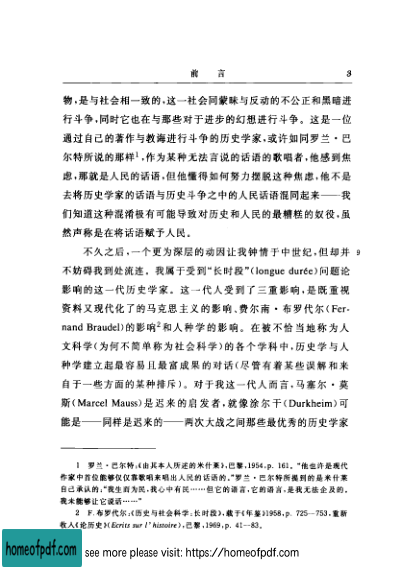 前 言 3
物,是与社会相一致的,这一社会同蒙昧与反动的不公正和黑暗进
行斗争,同时它也在与那些对于进步的幻想进行斗争。这是一位
通过自己的著作与教诲进行斗争的历史学家,或许如同罗兰·巴
尔特所说的那样¹,作为某种无法言说的话语的歌唱者,他感到焦
虑,那就是人民的话语,但他懂得如何努力摆脱这种焦虑,他不是
去将历史学家的话语与历史斗争之中的人民话语混同起来——我
们知道这种混淆极有可能导致对历史和人民的最糟糕的奴役,虽
然声称是在将话语赋予人民。
不久之后,一个更为深层的动因让我钟情于中世纪,但却并 9
不妨碍我到处流连。我属于受到“长时段”(longue durée)问题论
影响的这一代历史学家。这一代人受到了三重影响,是既重视
资料又现代化了的马克思主义的影响、费尔南·布罗代尔(Fer-
nand Braudel)的影响²和人种学的影响。在被不恰当地称为人
文科学(为何不简单称为社会科学)的各个学科中,历史学与人
种学建立起最容易且最富成果的对话(尽管有着某些误解和来
自于一些方面的某种排斥)。对于我这一代人而言,马塞尔·莫
斯(Marcel Mauss)是迟来的启发者,就像涂尔干(Durkheim)可
能是——同样是迟来的——两次大战之间那些最优秀的历史学家
1 罗兰·巴尔特:《由其本人所述的米什莱》,巴黎,1954,p. 161。“他也许是现代
作家中首位能够仅仅靠歌唱来唱出人民的话语的。”罗兰·巴尔特所提到的是米什莱
自己承认的,“我生而为民,我心中有民……但它的语言,它的语言,是我无法企及的。
我未能够让它说话……”
2 F. 布罗代尔:《历史与社会科学:长时段》,载于《年鉴》1958,p. 725—753,重新
收入《论历史》(Ecrits sur l'histoire),巴黎,1969,p. 41—83。
homeofpdf.com see more please visit: https://homeofpdf.com